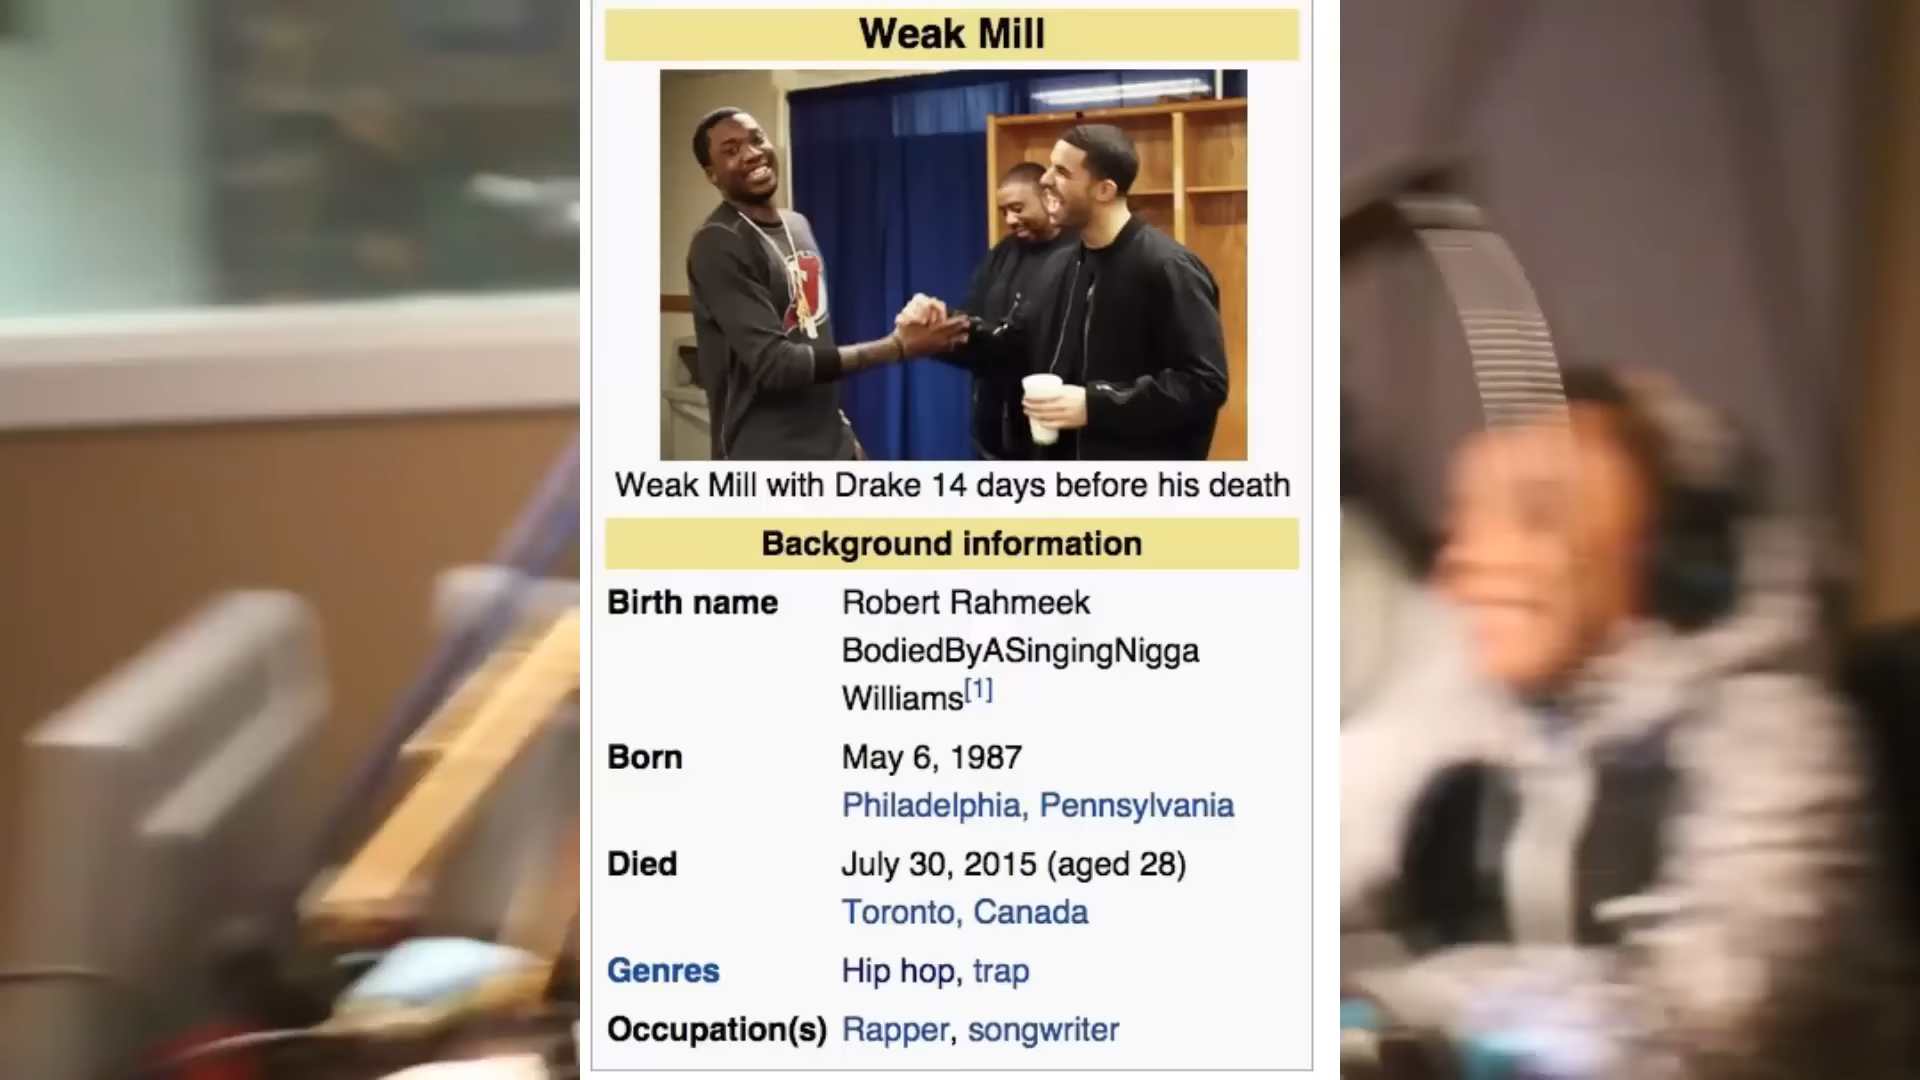 Weak Mill
Weak Mill with Drake 14 days before his death
Background information
Birth name Robert Rahmeek
BodiedByASingingNigga
Williams[1]
Born May 6, 1987
Philadelphia, Pennsylvania
Died July 30, 2015 (aged 28)
Toronto, Canada
Genres Hip hop, trap
Occupation(s) Rapper, songwriter